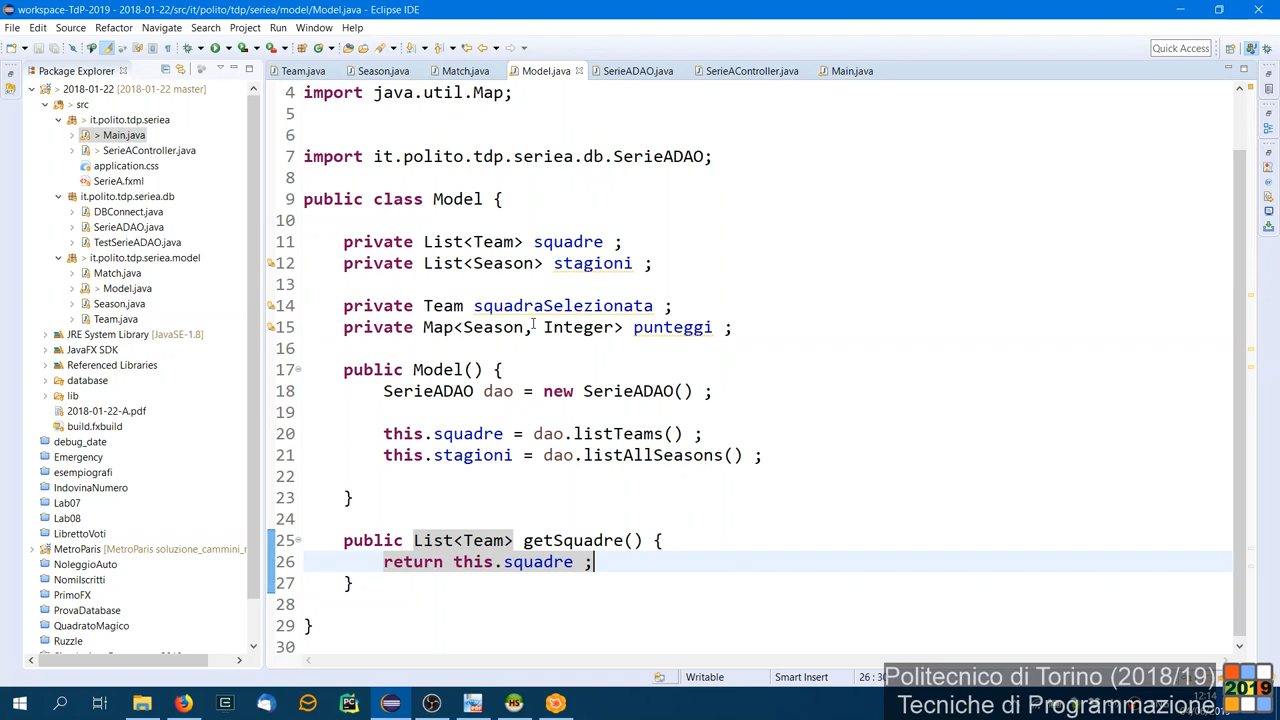 workspace-TdP-2019 - 2018-01-22/src/it/polito/tdp/seriea/model/Model.java - Eclipse IDE
File Edit Source Refactor Navigate Search Project Run Window Help
Quick Access
Package Explorer
Team.java Season.java Match.java Model.java SerieADAO.java SerieAController.java Main.java
2018-01-22 [2018-01-22 master]
src
> it.polito.tdp.seriea
> Main.java
> SerieAController.java
application.css
SerieA.fxml
it.polito.tdp.seriea.db
DBConnect.java
SerieADAO.java
TestSerieADAO.java
> it.polito.tdp.seriea.model
Match.java
> Model.java
Season.java
Team.java
JRE System Library [JavaSE-1.8]
JavaFX SDK
Referenced Libraries
database
lib
2018-01-22-A.pdf
build.fxbuild
debug_date
Emergency
esempiografi
IndovinaNumero
Lab07
Lab08
LibrettoVoti
MetroParis [MetroParis soluzione_cammini_r
NoleggioAuto
NomiIscritti
PrimoFX
ProvaDatabase
QuadratoMagico
Ruzzle
4 import java.util.Map;
5
6
7 import it.polito.tdp.seriea.db.SerieADAO;
8
9 public class Model {
10
11 private List<Team> squadre ;
12 private List<Season> stagioni ;
13
14 private Team squadraSelezionata ;
15 private Map<Season, Integer> punteggi ;
16
17 public Model() {
18 SerieADAO dao = new SerieADAO() ;
19
20 this.squadre = dao.listTeams() ;
21 this.stagioni = dao.listAllSeasons() ;
22
23 }
24
25 public List<Team> getSquadre() {
26 return this.squadre ;
27 }
28
29 }
30
Writable Smart Insert 26 : 30
Politecnico di Torino (2018/19)
Tecniche di Programmazione
2019
12:14